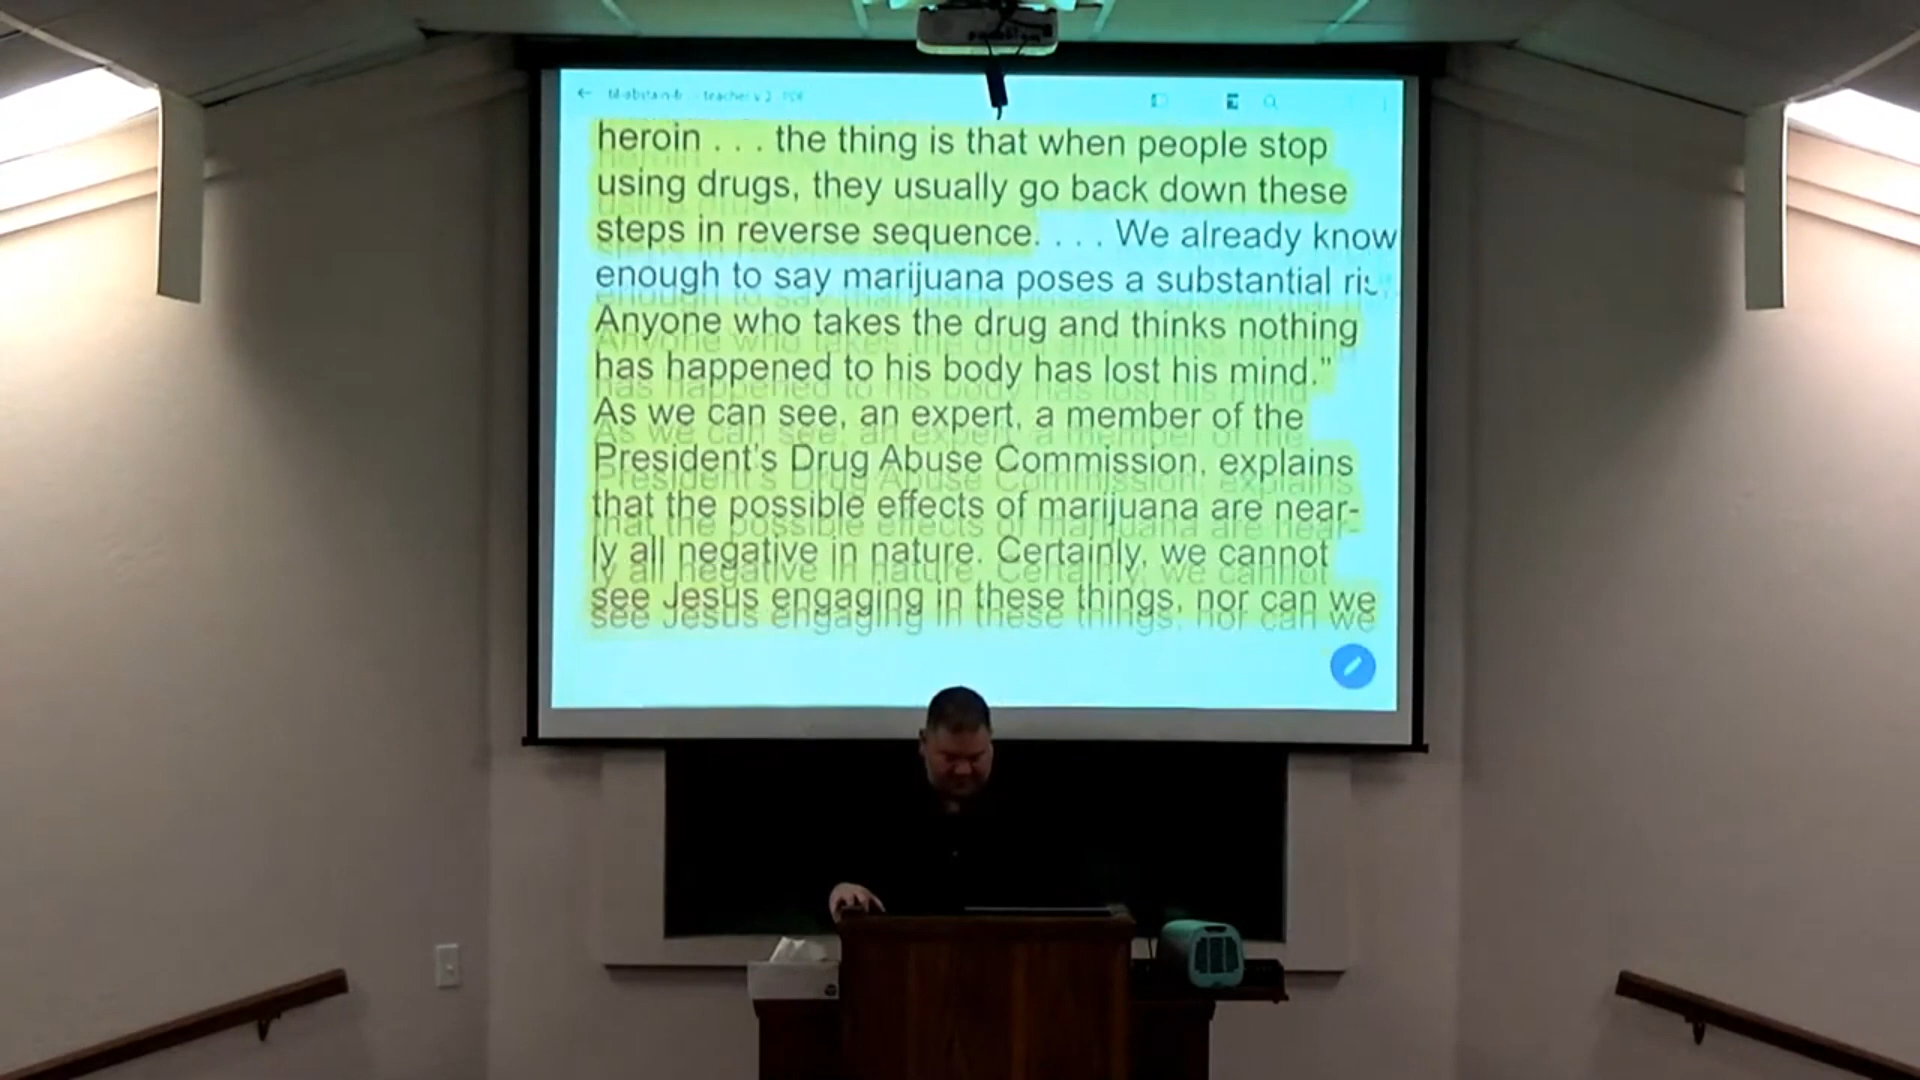 teacher v.2 PDF
heroin . . . the thing is that when people stop
using drugs, they usually go back down these
steps in reverse sequence. . . . We already know
enough to say marijuana poses a substantial
Anyone who takes the drug and thinks nothing
has happened to his body has lost his mind."
As we can see, an expert, a member of the
President's Drug Abuse Commission, explains
that the possible effects of marijuana are near-
ly all negative in nature. Certainly, we cannot
see Jesus engaging in these things, nor can we